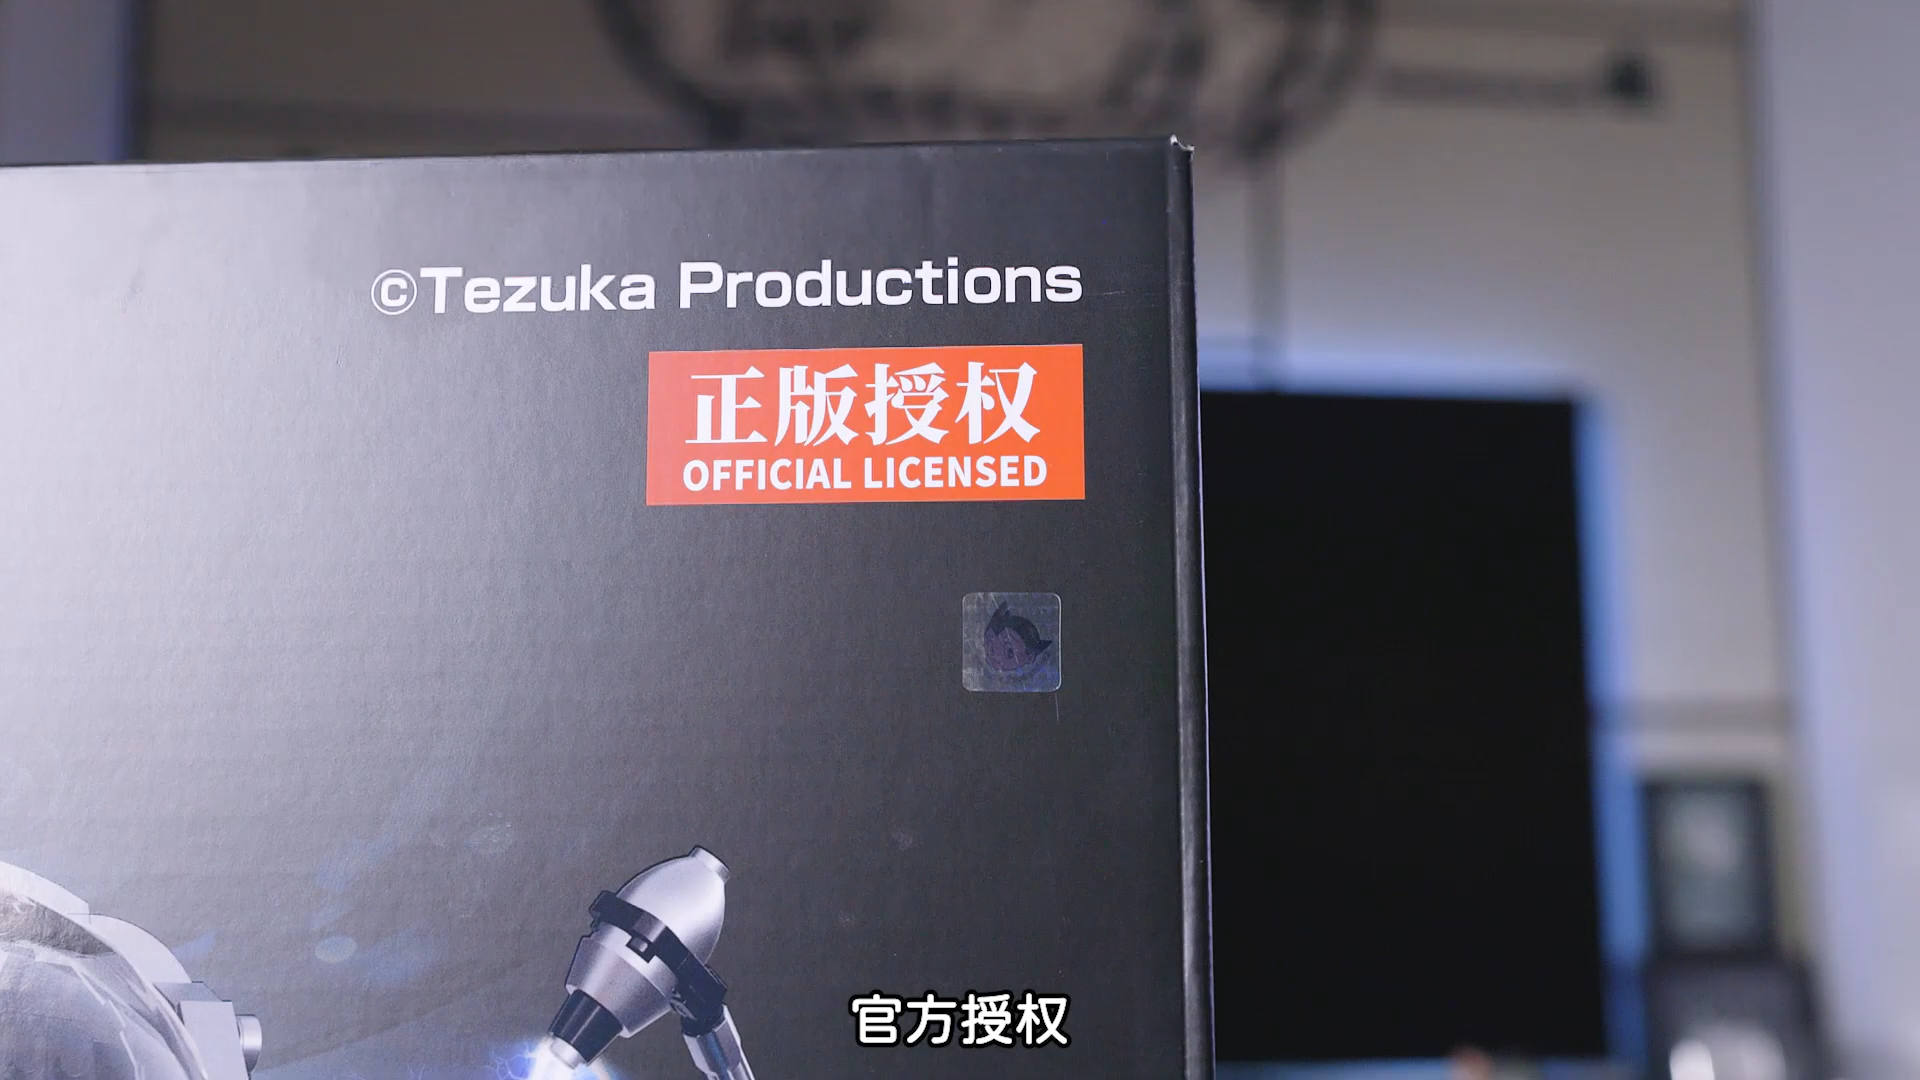 ©Tezuka Productions
正版授权
OFFICIAL LICENSED
官方授权